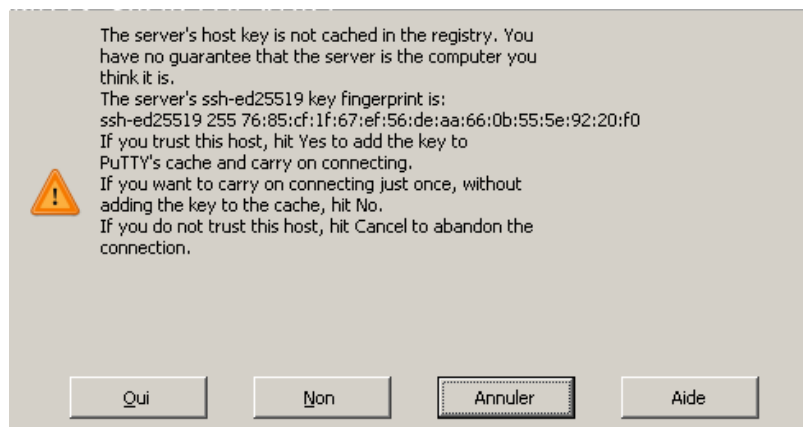 The server's host key is not cached in the registry. You
have no guarantee that the server is the computer you
think it is.
The server's ssh-ed25519 key fingerprint is:
ssh-ed25519 255 76:85:cf:1f:67:ef:56:de:aa:66:0b:55:5e:92:20:f0
If you trust this host, hit Yes to add the key to
PuTTY's cache and carry on connecting.
If you want to carry on connecting just once, without
adding the key to the cache, hit No.
If you do not trust this host, hit Cancel to abandon the
connection.
Oui Non Annuler Aide